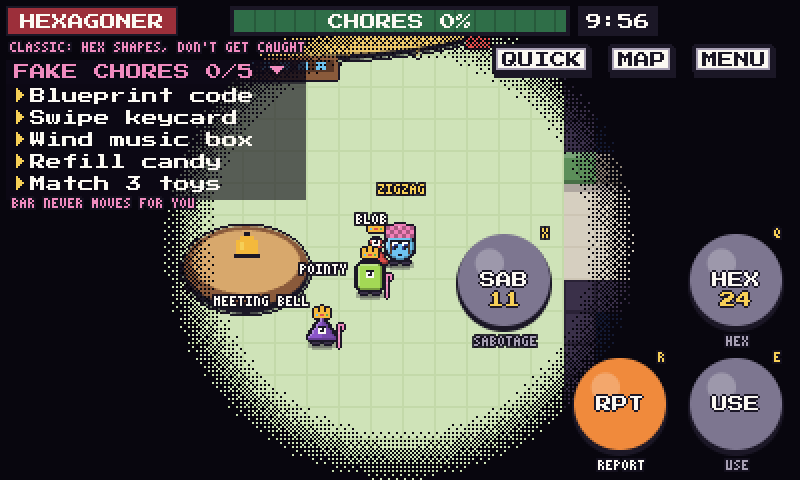 HEXAGONER
CHORES 0%
9:56
CLASSIC: HEX SHAPES, DON'T GET CAUGHT
QUICK
MAP
MENU
FAKE CHORES 0/5
Blueprint code
Swipe keycard
Wind music box
Refill candy
Match 3 toys
BAR NEVER MOVES FOR YOU
ZIGZAG
BLOB
POINTY
MEETING BELL
X
SAB
11
SABOTAGE
Q
HEX
24
HEX
R
RPT
REPORT
E
USE
USE